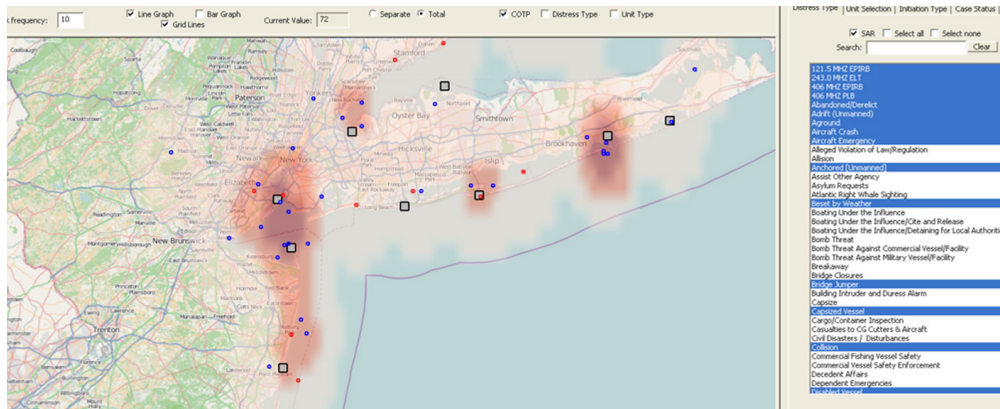 frequency: 10
Line Graph Bar Graph
Grid Lines
Current Value: 72
Separate Total
COTP Distress Type Unit Type
Distress Type Unit Selection Initiation Type Case Status
SAR Select all Select none
Search: Clear
121.5 MHZ EPIRB
243.0 MHZ ELT
406 MHZ EPIRB
406 MHZ PLB
Abandoned/Derelict
Adrift (Unmanned)
Aground
Aircraft Crash
Aircraft Emergency
Alleged Violation of Law/Regulation
Allision
Anchored [Unmanned]
Assist Other Agency
Asylum Requests
Atlantic Right Whale Sighting
Beset by Weather
Boating Under the Influence
Boating Under the Influence/Cite and Release
Boating Under the Influence/Detaining for Local Authoriti
Bomb Threat
Bomb Threat Against Commercial Vessel/Facility
Bomb Threat Against Military Vessel/Facility
Breakaway
Bridge Closures
Bridge Jumper
Building Intruder and Duress Alarm
Capsize
Capsized Vessel
Cargo/Container Inspection
Casualties to CG Cutters & Aircraft
Civil Disasters / Disturbances
Collision
Commercial Fishing Vessel Safety
Commercial Vessel Safety Enforcement
Decedent Affairs
Dependent Emergencies
Disabled Vessel
Stamford
Paterson
Yonkers
Oyster Bay
Smithtown
Hicksville
Brookhaven
Islip
Newark
New York
Elizabeth
Long Beach
New Brunswick
Princeton
Trenton
Lakewood